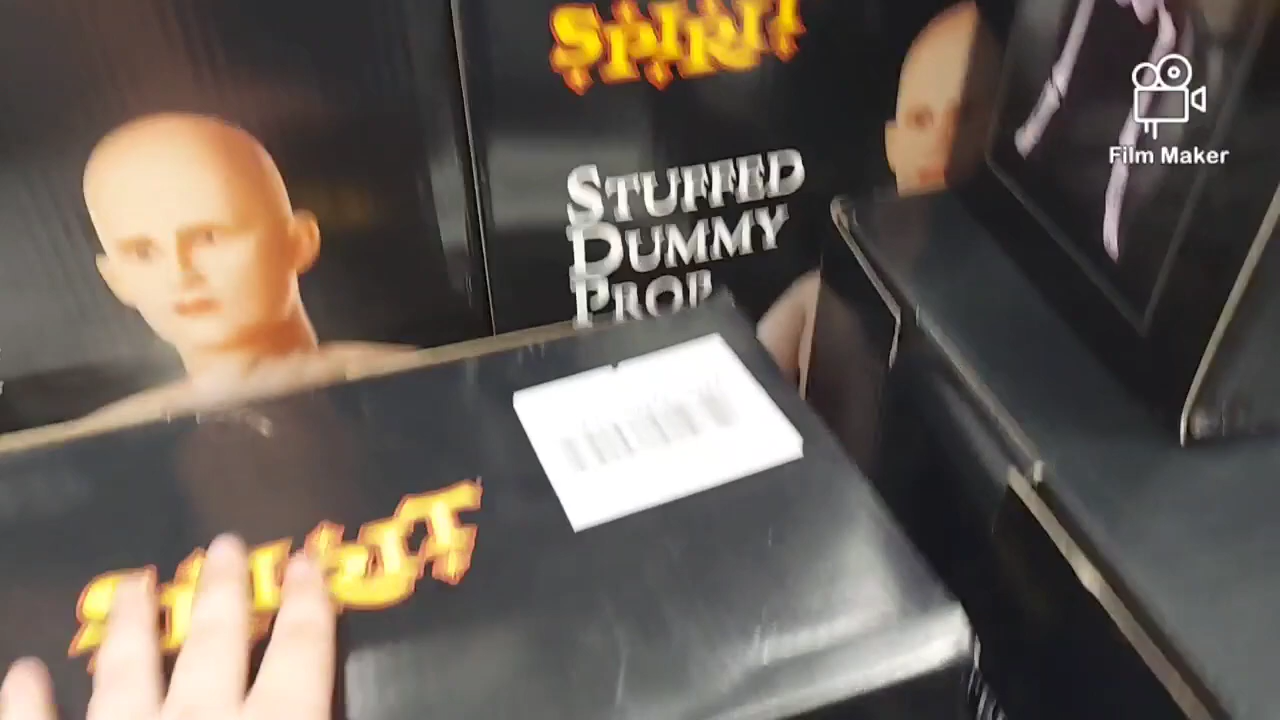 SPIRIT
Film Maker
STUFFED
DUMMY
PROP
SPIRIT